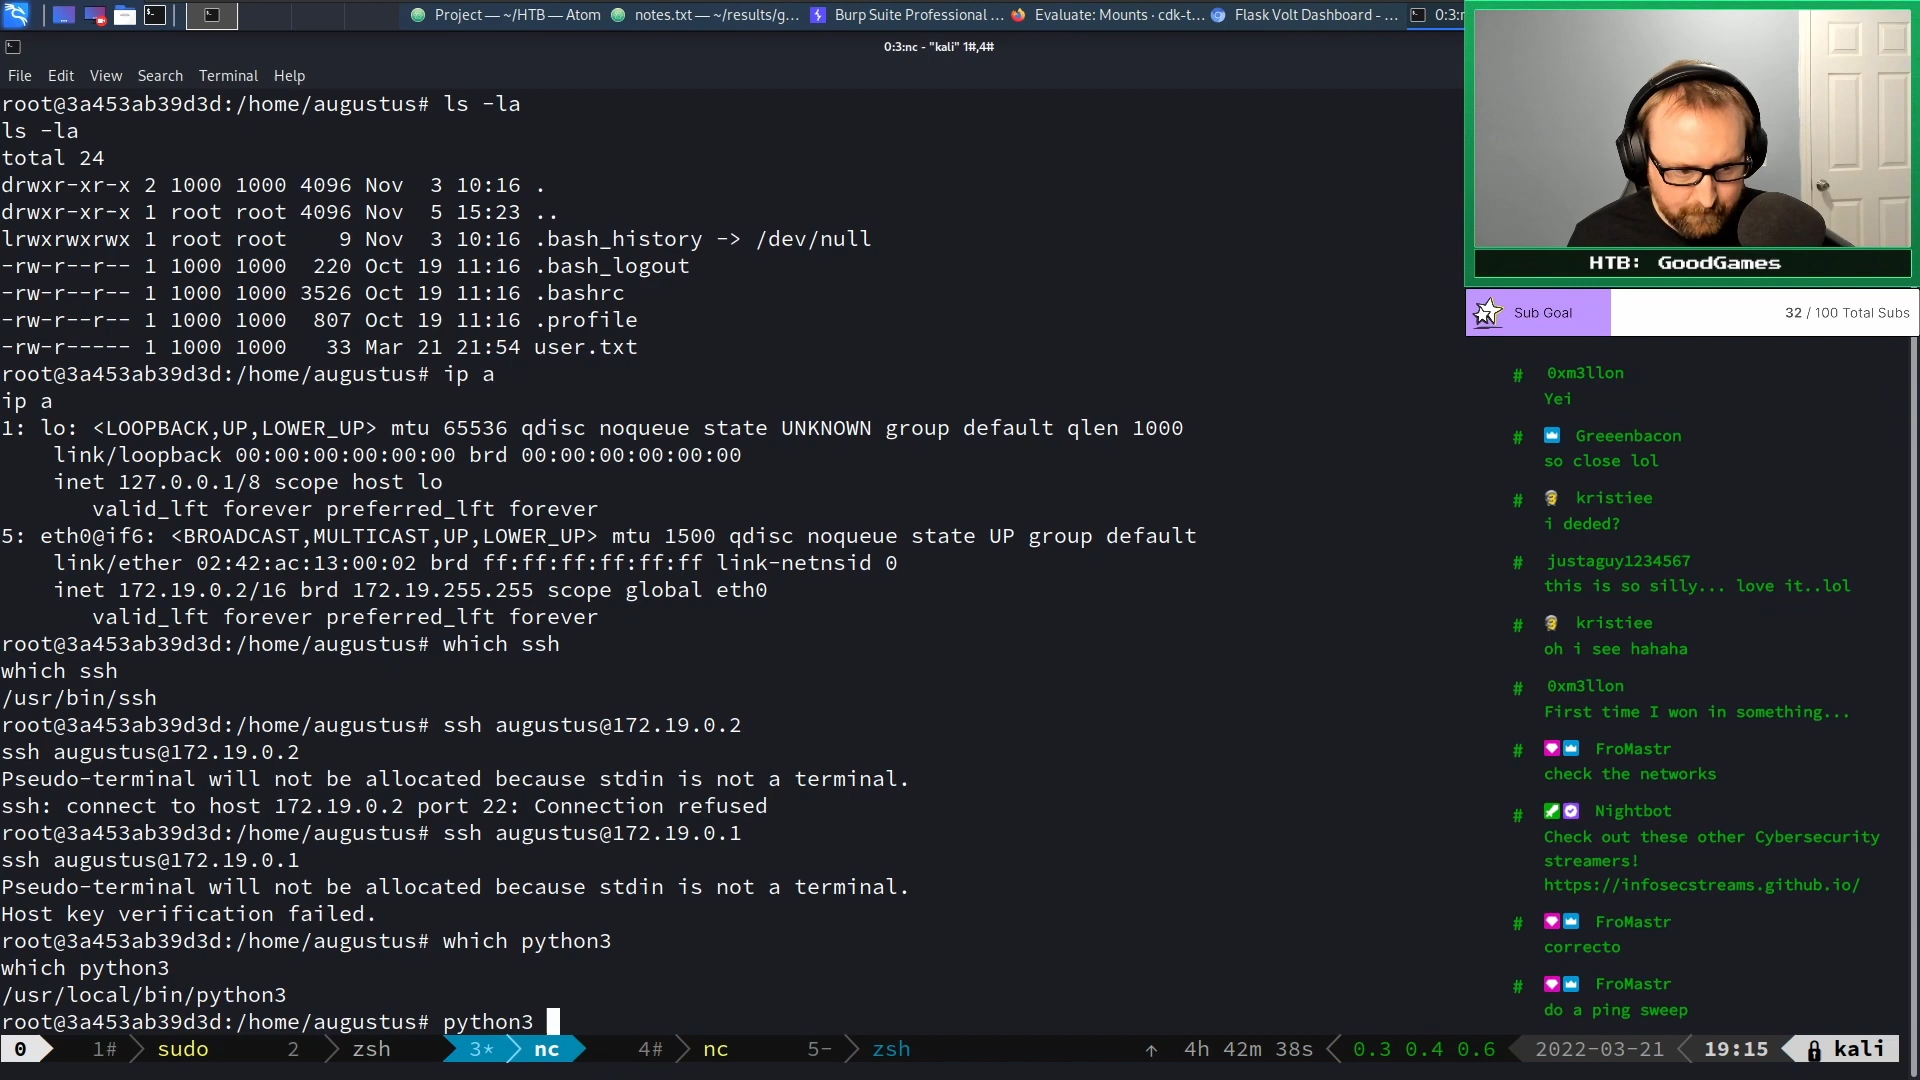 Project — ~/HTB — Atom
notes.txt — ~/results/g...
Burp Suite Professional ...
Evaluate: Mounts · cdk-t...
Flask Volt Dashboard - ...
0:3:n
0:3:nc - "kali" 1#,4#
File Edit View Search Terminal Help
root@3a453ab39d3d:/home/augustus# ls -la
ls -la
total 24
drwxr-xr-x 2 1000 1000 4096 Nov  3 10:16 .
drwxr-xr-x 1 root root 4096 Nov  5 15:23 ..
lrwxrwxrwx 1 root root    9 Nov  3 10:16 .bash_history -> /dev/null
-rw-r--r-- 1 1000 1000  220 Oct 19 11:16 .bash_logout
-rw-r--r-- 1 1000 1000 3526 Oct 19 11:16 .bashrc
-rw-r--r-- 1 1000 1000  807 Oct 19 11:16 .profile
-rw-r----- 1 1000 1000   33 Mar 21 21:54 user.txt
root@3a453ab39d3d:/home/augustus# ip a
ip a
1: lo: <LOOPBACK,UP,LOWER_UP> mtu 65536 qdisc noqueue state UNKNOWN group default qlen 1000
    link/loopback 00:00:00:00:00:00 brd 00:00:00:00:00:00
    inet 127.0.0.1/8 scope host lo
       valid_lft forever preferred_lft forever
5: eth0@if6: <BROADCAST,MULTICAST,UP,LOWER_UP> mtu 1500 qdisc noqueue state UP group default
    link/ether 02:42:ac:13:00:02 brd ff:ff:ff:ff:ff:ff link-netnsid 0
    inet 172.19.0.2/16 brd 172.19.255.255 scope global eth0
       valid_lft forever preferred_lft forever
root@3a453ab39d3d:/home/augustus# which ssh
which ssh
/usr/bin/ssh
root@3a453ab39d3d:/home/augustus# ssh augustus@172.19.0.2
ssh augustus@172.19.0.2
Pseudo-terminal will not be allocated because stdin is not a terminal.
ssh: connect to host 172.19.0.2 port 22: Connection refused
root@3a453ab39d3d:/home/augustus# ssh augustus@172.19.0.1
ssh augustus@172.19.0.1
Pseudo-terminal will not be allocated because stdin is not a terminal.
Host key verification failed.
root@3a453ab39d3d:/home/augustus# which python3
which python3
/usr/local/bin/python3
root@3a453ab39d3d:/home/augustus# python3
0 1# sudo 2 zsh 3* nc 4# nc 5- zsh ↑ 4h 42m 38s 0.3 0.4 0.6 2022-03-21 19:15 kali
HTB: GoodGames
Sub Goal 32 / 100 Total Subs
# 0xm3llon
Yei
# Greeenbacon
so close lol
# kristiee
i deded?
# justaguy1234567
this is so silly... love it..lol
# kristiee
oh i see hahaha
# 0xm3llon
First time I won in something...
# FroMastr
check the networks
# Nightbot
Check out these other Cybersecurity
streamers!
https://infosecstreams.github.io/
# FroMastr
correcto
# FroMastr
do a ping sweep